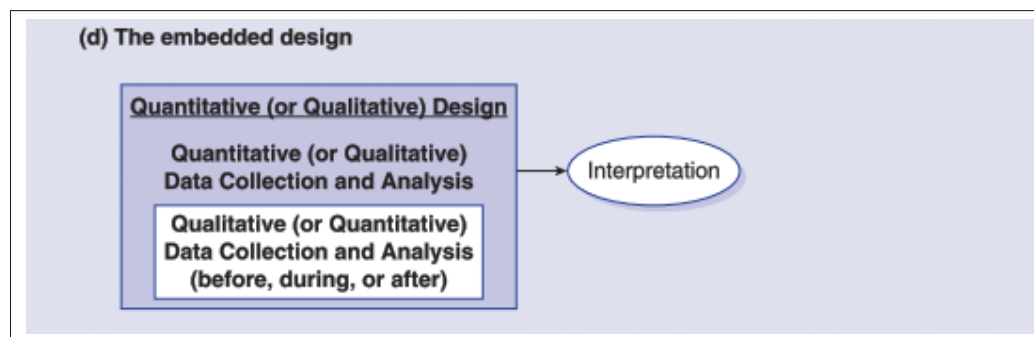 (d) The embedded design
Quantitative (or Qualitative) Design
Quantitative (or Qualitative)
Data Collection and Analysis
Qualitative (or Quantitative)
Data Collection and Analysis
(before, during, or after)
Interpretation